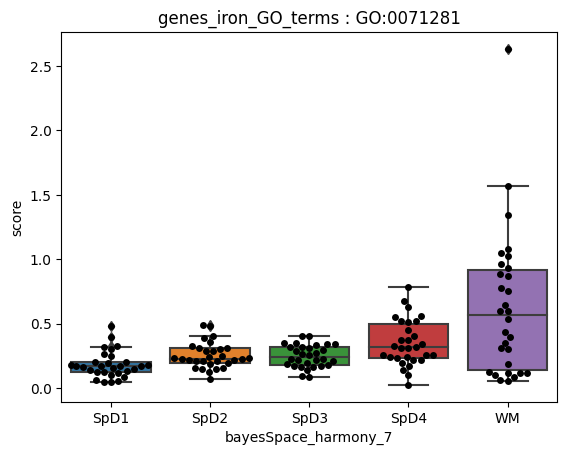 genes_iron_GO_terms : GO:0071281
2.5
2.0
1.5
1.0
0.5
0.0
score
SpD1 SpD2 SpD3 SpD4 WM
bayesSpace_harmony_7